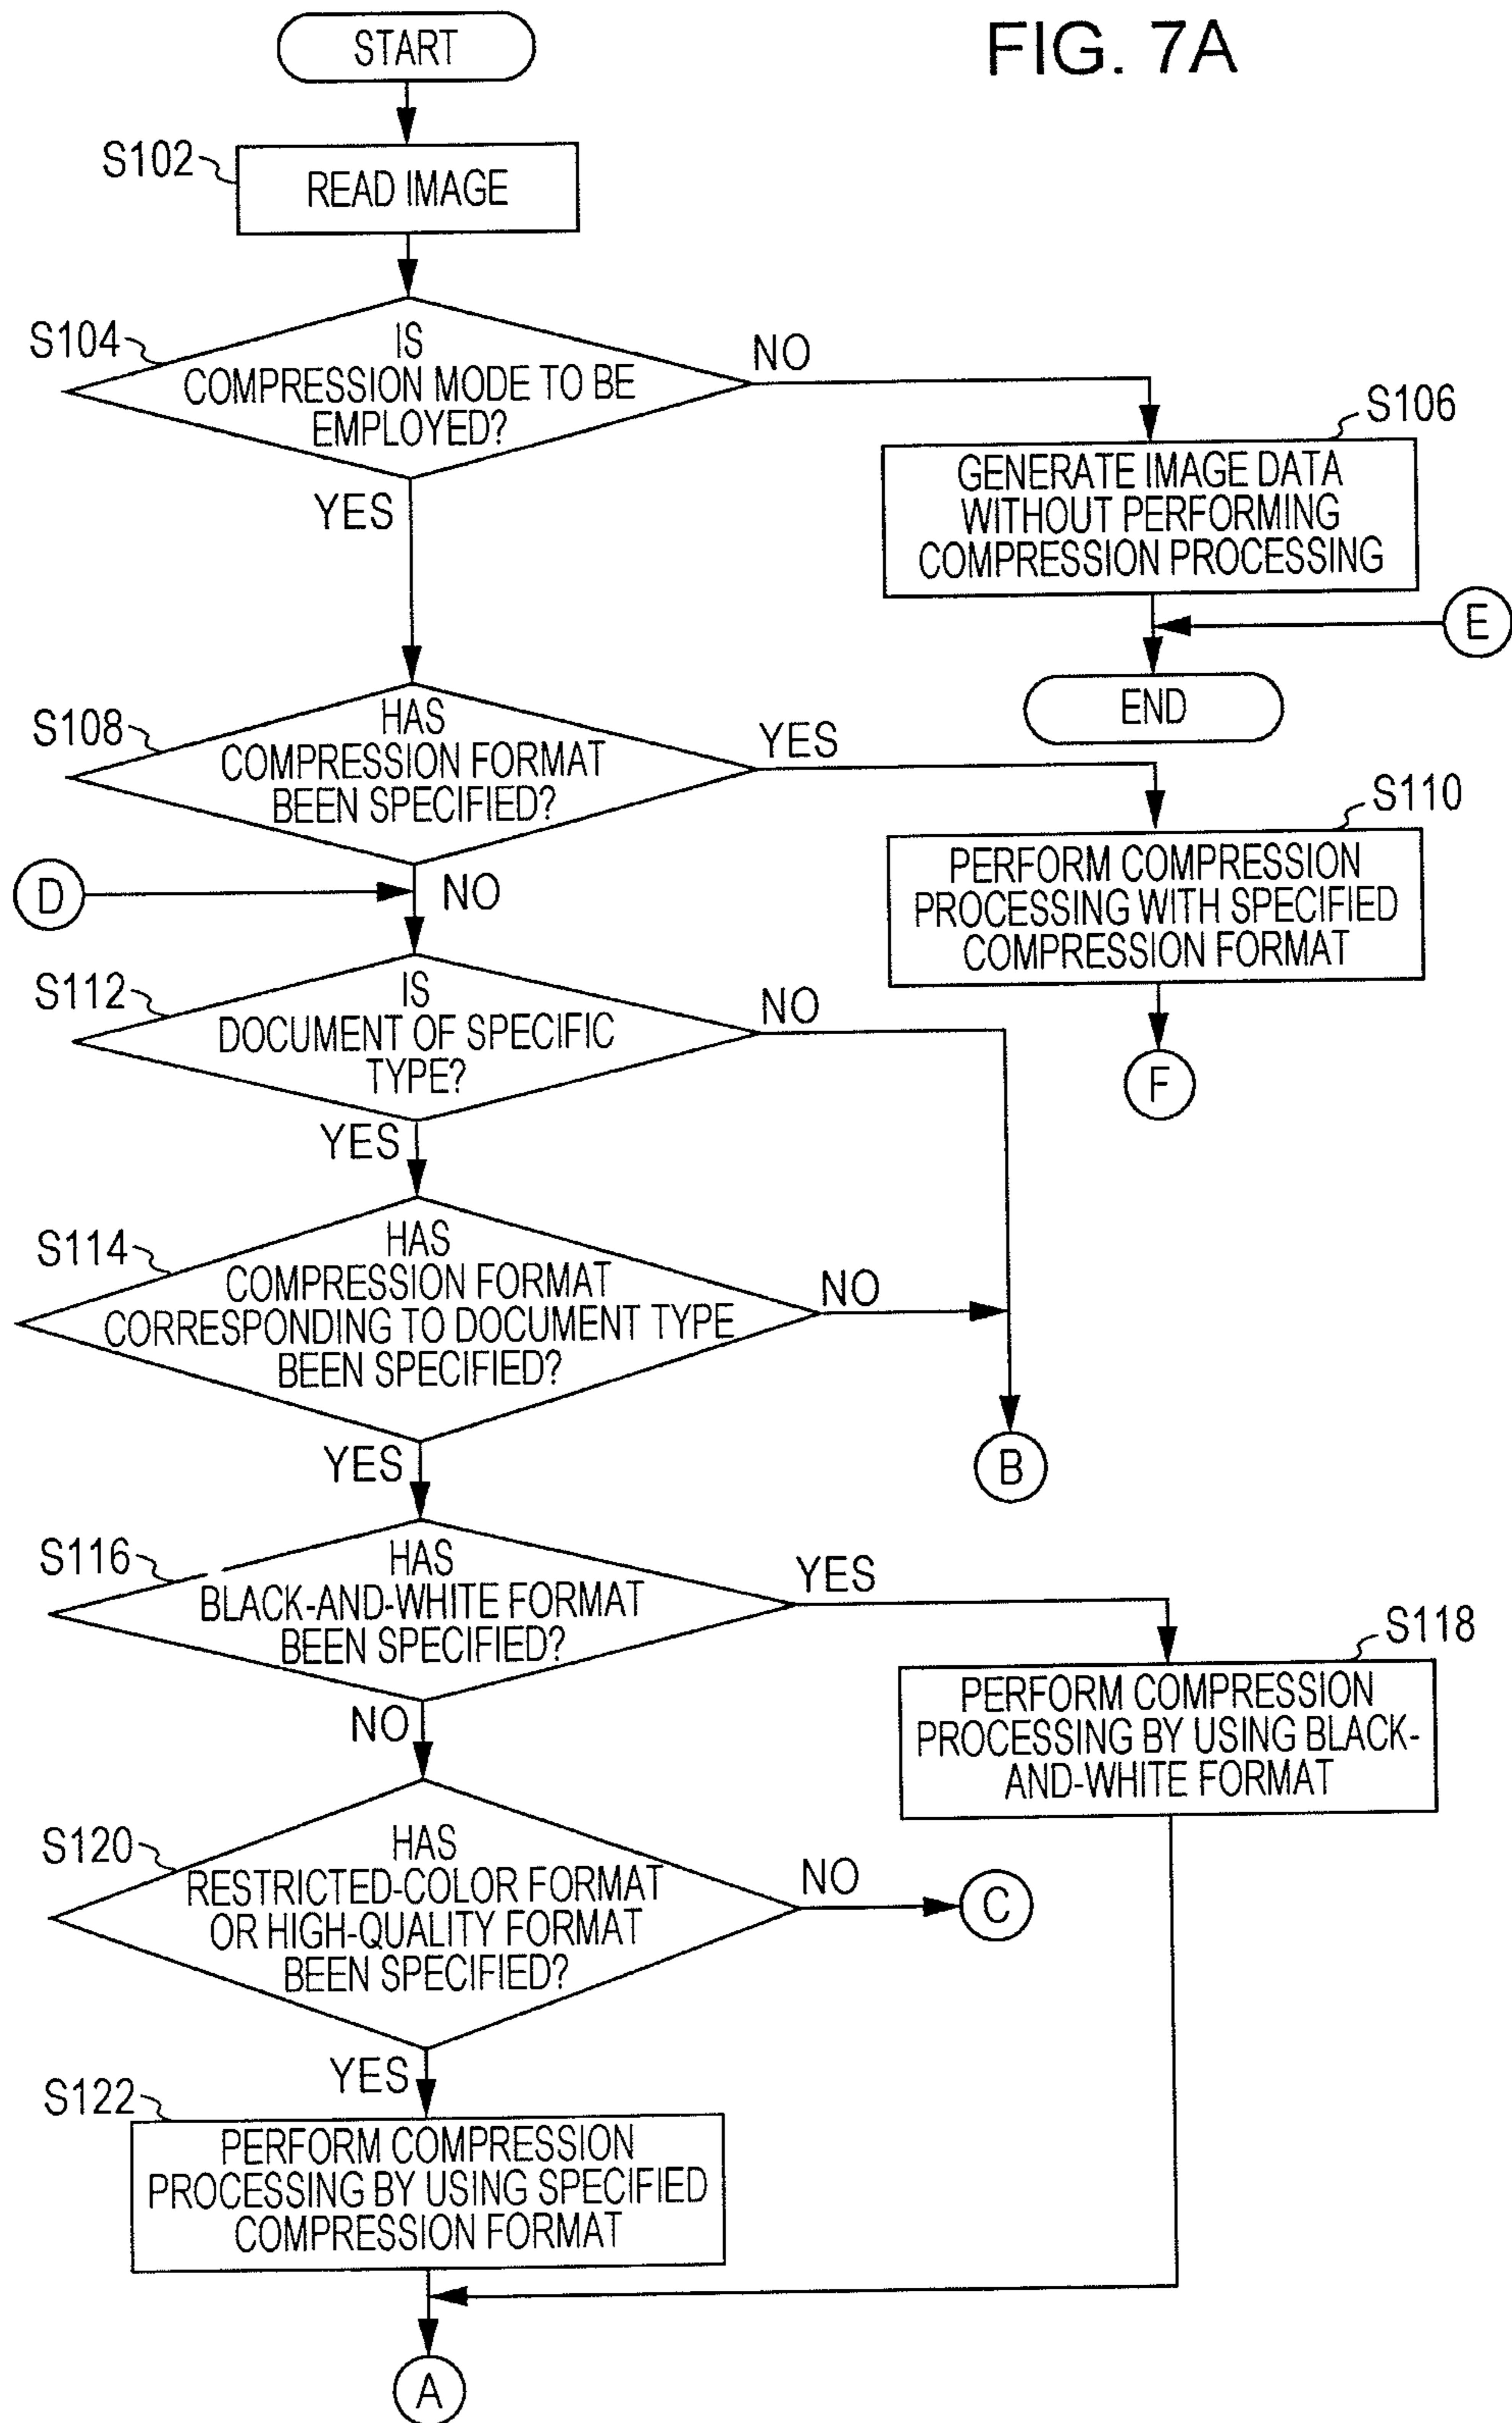 FIG. 7A
START
S102
READ IMAGE
S104
IS
COMPRESSION MODE TO BE
EMPLOYED?
NO
YES
S106
GENERATE IMAGE DATA
WITHOUT PERFORMING
COMPRESSION PROCESSING
E
END
S108
HAS
COMPRESSION FORMAT
BEEN SPECIFIED?
YES
NO
S110
PERFORM COMPRESSION
PROCESSING WITH SPECIFIED
COMPRESSION FORMAT
F
D
S112
IS
DOCUMENT OF SPECIFIC
TYPE?
NO
YES
S114
HAS
COMPRESSION FORMAT
CORRESPONDING TO DOCUMENT TYPE
BEEN SPECIFIED?
NO
YES
B
S116
HAS
BLACK-AND-WHITE FORMAT
BEEN SPECIFIED?
YES
NO
S118
PERFORM COMPRESSION
PROCESSING BY USING BLACK-
AND-WHITE FORMAT
S120
HAS
RESTRICTED-COLOR FORMAT
OR HIGH-QUALITY FORMAT
BEEN SPECIFIED?
NO
C
YES
S122
PERFORM COMPRESSION
PROCESSING BY USING SPECIFIED
COMPRESSION FORMAT
A